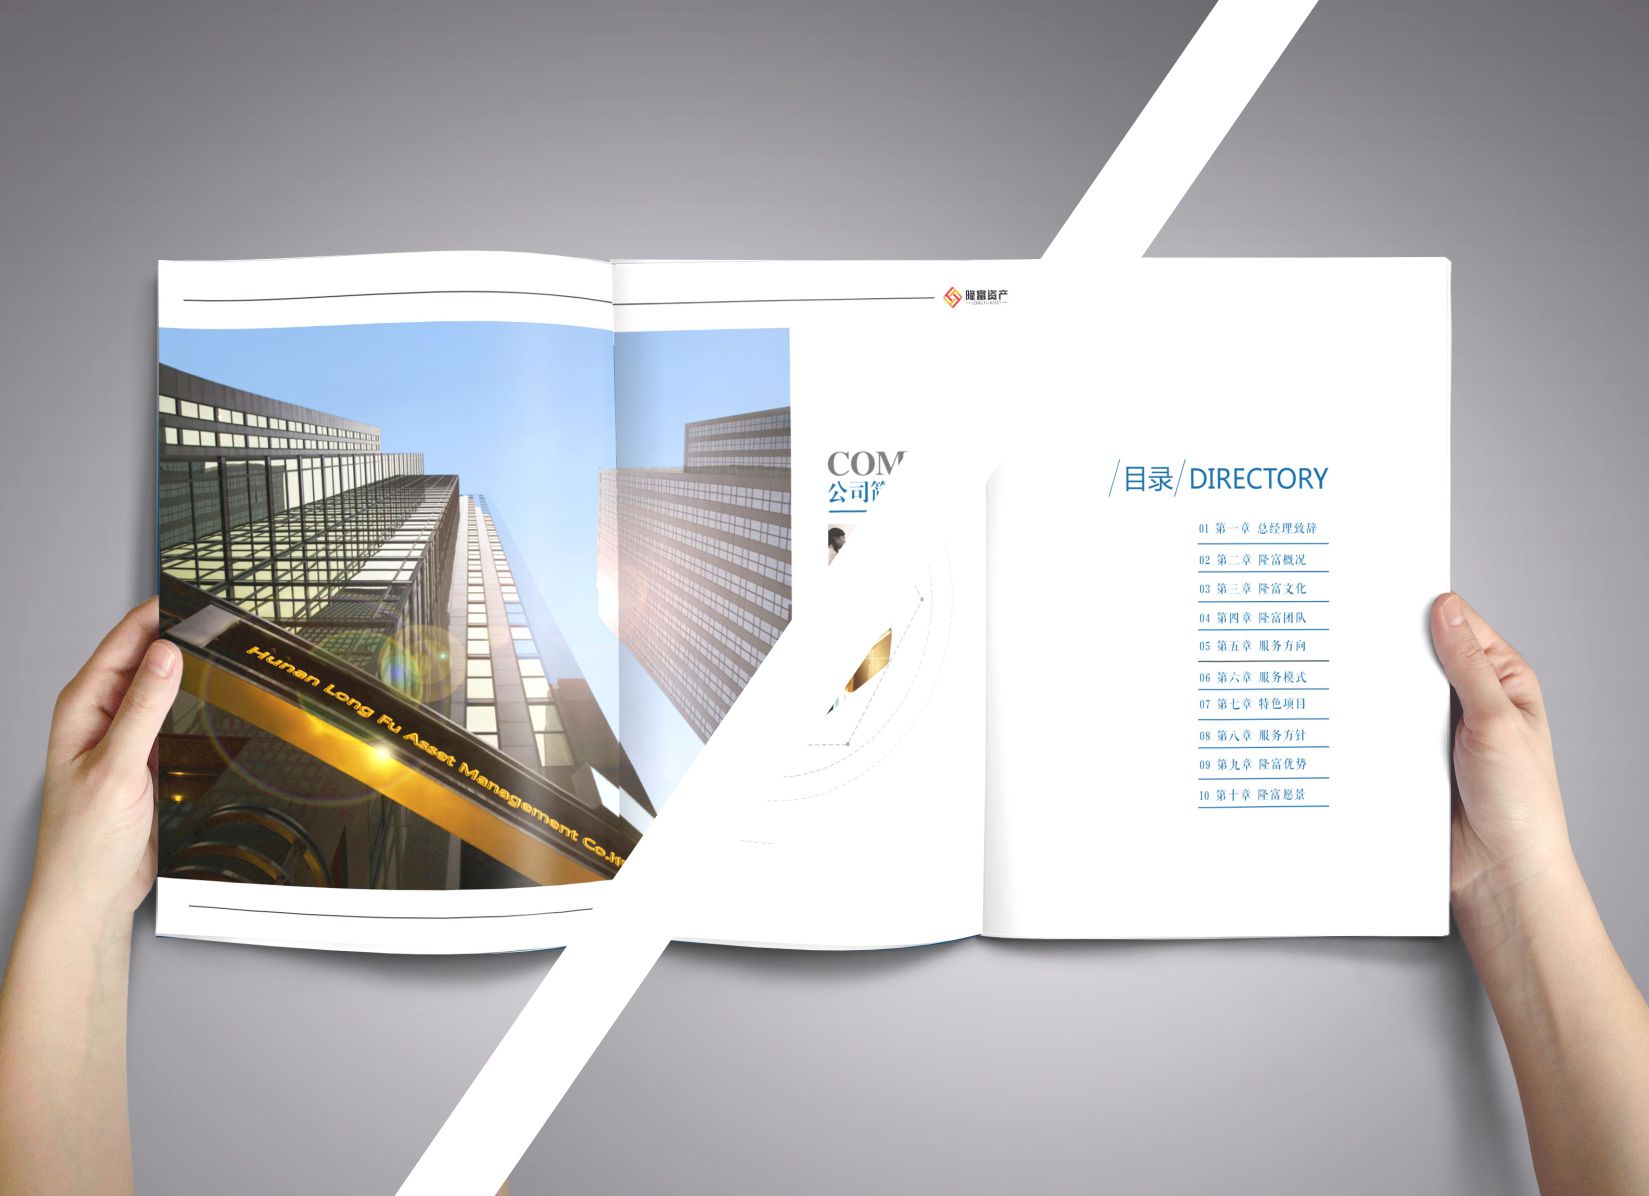 隆富资产
LONG FU ASSET
Hunan Long Fu Asset Management Co.
COM
公司
目录 DIRECTORY
01 第一章 总经理致辞
02 第二章 隆富概况
03 第三章 隆富文化
04 第四章 隆富团队
05 第五章 服务方向
06 第六章 服务模式
07 第七章 特色项目
08 第八章 服务方针
09 第九章 隆富优势
10 第十章 隆富愿景